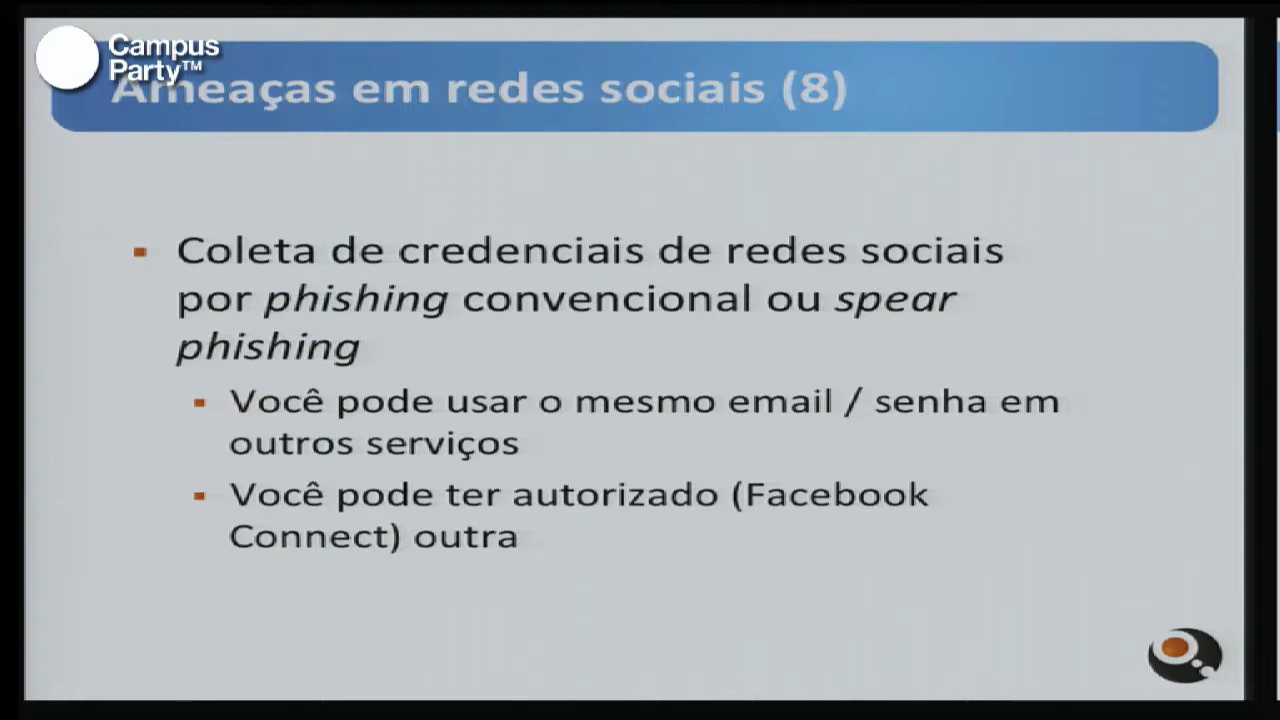 Campus
Party™
Ameaças em redes sociais (8)
Coleta de credenciais de redes sociais
por phishing convencional ou spear
phishing
Você pode usar o mesmo email / senha em
outros serviços
Você pode ter autorizado (Facebook
Connect) outra